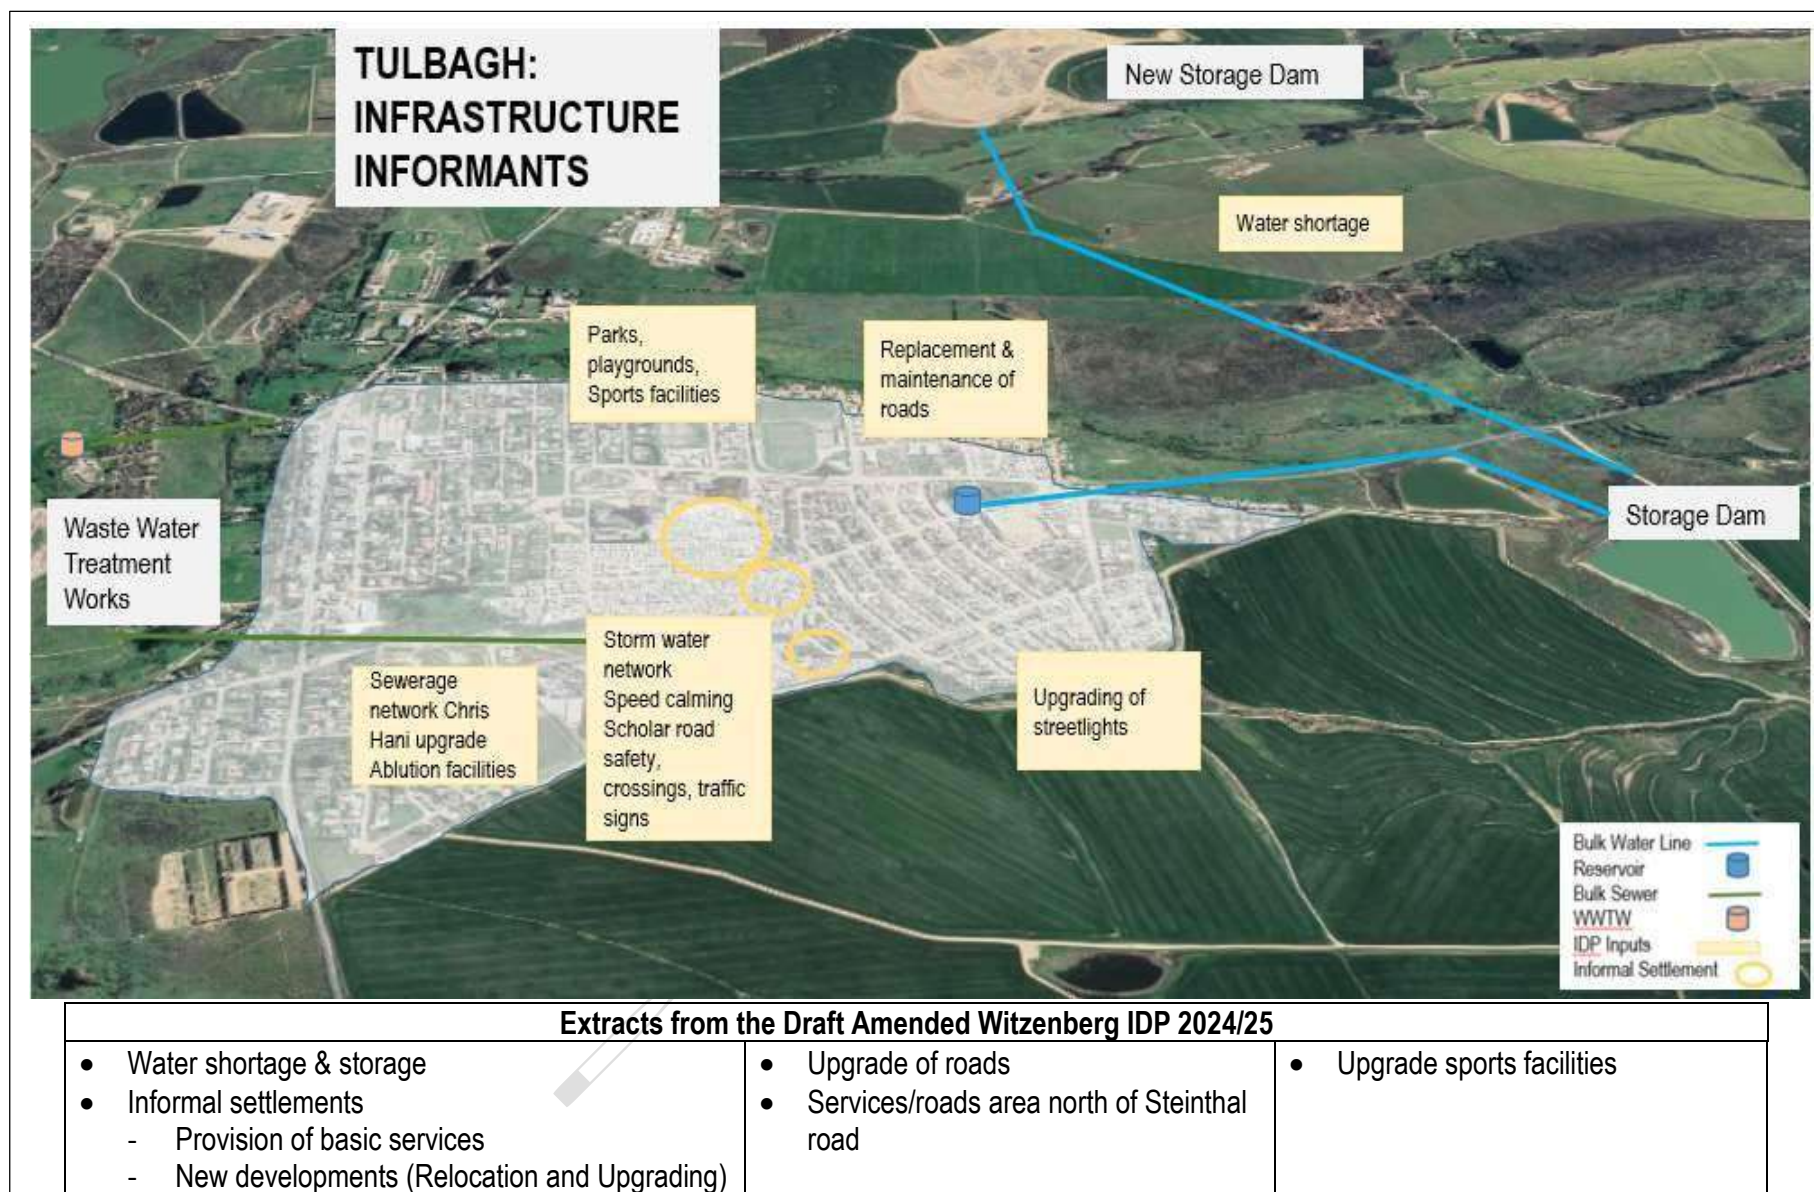 TULBAGH:
INFRASTRUCTURE
INFORMANTS
New Storage Dam
Water shortage
Parks,
playgrounds,
Sports facilities
Replacement &
maintenance of
roads
Waste Water
Treatment
Works
Storage Dam
Sewerage
network Chris
Hani upgrade
Ablution facilities
Storm water
network
Speed calming
Scholar road
safety,
crossings, traffic
signs
Upgrading of
streetlights
Bulk Water Line
Reservoir
Bulk Sewer
WWTW
IDP Inputs
Informal Settlement
Extracts from the Draft Amended Witzenberg IDP 2024/25
• Water shortage & storage
• Informal settlements
- Provision of basic services
- New developments (Relocation and Upgrading)
• Upgrade of roads
• Services/roads area north of Steinthal
road
• Upgrade sports facilities